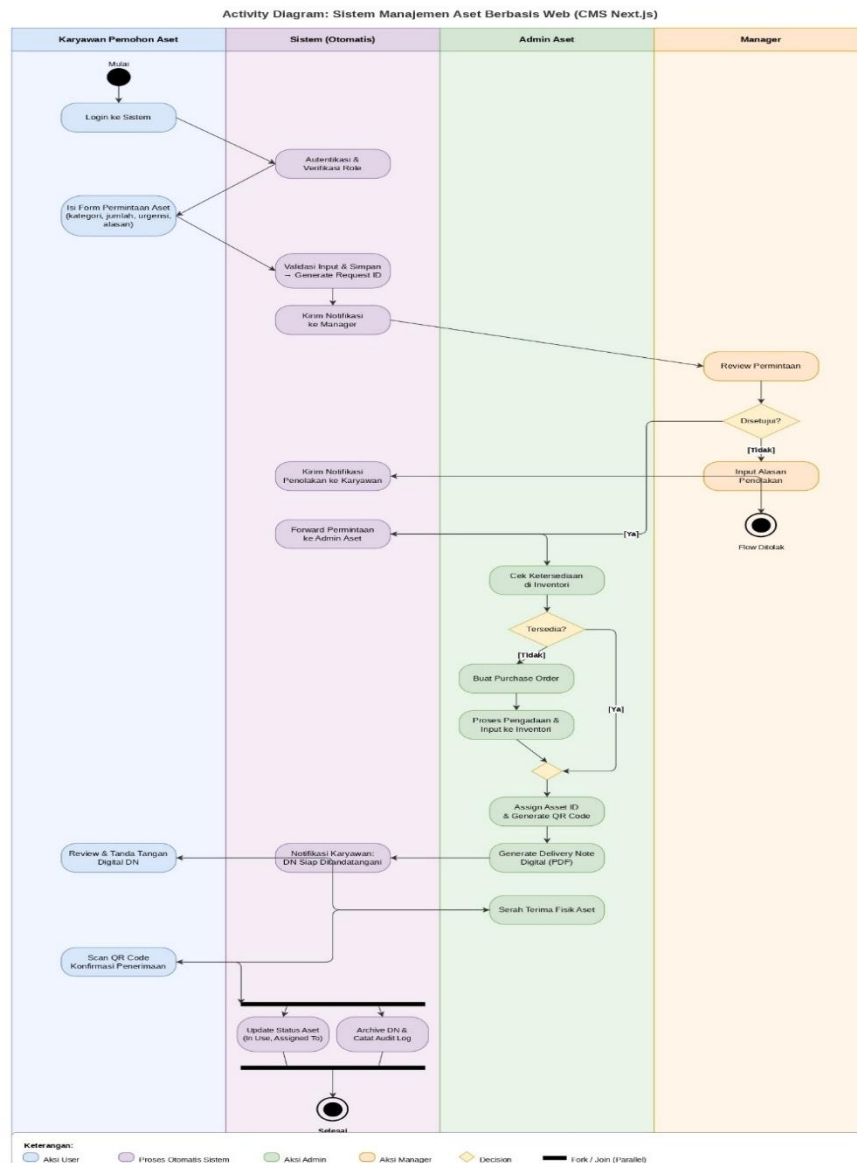 Activity Diagram: Sistem Manajemen Aset Berbasis Web (CMS Next.js)
Karyawan Pemohon Aset
Sistem (Otomatis)
Admin Aset
Manager
Mulai
Login ke Sistem
Autentikasi &
Verifikasi Role
Isi Form Permintaan Aset
(kategori, jumlah, urgensi,
alasan)
Validasi Input & Simpan
→ Generate Request ID
Kirim Notifikasi
ke Manager
Review Permintaan
Disetujui?
[Tidak]
Kirim Notifikasi
Penolakan ke Karyawan
Input Alasan
Penolakan
Forward Permintaan
ke Admin Aset
[Ya]
Flow Ditolak
Cek Ketersediaan
di Inventori
Tersedia?
[Tidak]
Buat Purchase Order
[Ya]
Proses Pengadaan &
Input ke Inventori
Assign Asset ID
& Generate QR Code
Review & Tanda Tangan
Digital DN
Notifikasi Karyawan:
DN Siap Ditandatangani
Generate Delivery Note
Digital (PDF)
Serah Terima Fisik Aset
Scan QR Code
Konfirmasi Penerimaan
Update Status Aset
(In Use, Assigned To)
Archive DN &
Catat Audit Log
Selesai
Keterangan:
Aksi User
Proses Otomatis Sistem
Aksi Admin
Aksi Manager
Decision
Fork / Join (Parallel)